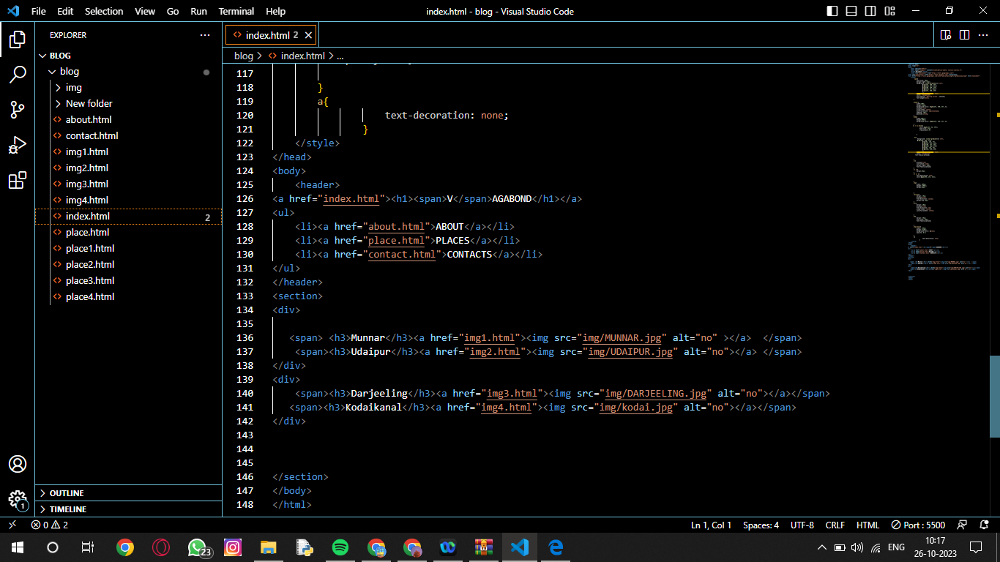 File Edit Selection View Go Run Terminal Help index.html - blog - Visual Studio Code
EXPLORER
BLOG
blog
img
New folder
about.html
contact.html
img1.html
img2.html
img3.html
img4.html
index.html 2
place.html
place1.html
place2.html
place3.html
place4.html
OUTLINE
TIMELINE
index.html 2
blog > index.html > ...
117
118 }
119 a{
120 text-decoration: none;
121 }
122 </style>
123 </head>
124 <body>
125 <header>
126 <a href="index.html"><h1><span>V</span>AGABOND</h1></a>
127 <ul>
128 <li><a href="about.html">ABOUT</a></li>
129 <li><a href="place.html">PLACES</a></li>
130 <li><a href="contact.html">CONTACTS</a></li>
131 </ul>
132 </header>
133 <section>
134 <div>
135
136 <span> <h3>Munnar</h3><a href="img1.html"><img src="img/MUNNAR.jpg" alt="no" ></a>  </span>
137 <span><h3>Udaipur</h3><a href="img2.html"><img src="img/UDAIPUR.jpg" alt="no"></a> </span>
138 </div>
139 <div>
140 <span><h3>Darjeeling</h3><a href="img3.html"><img src="img/DARJEELING.jpg" alt="no"></a></span>
141 <span><h3>Kodaikanal</h3><a href="img4.html"><img src="img/kodai.jpg" alt="no"></a></span>
142 </div>
143
144
145
146 </section>
147 </body>
148 </html>
1
0 2 Ln 1, Col 1 Spaces: 4 UTF-8 CRLF HTML Port : 5500
23
ENG
10:17
26-10-2023